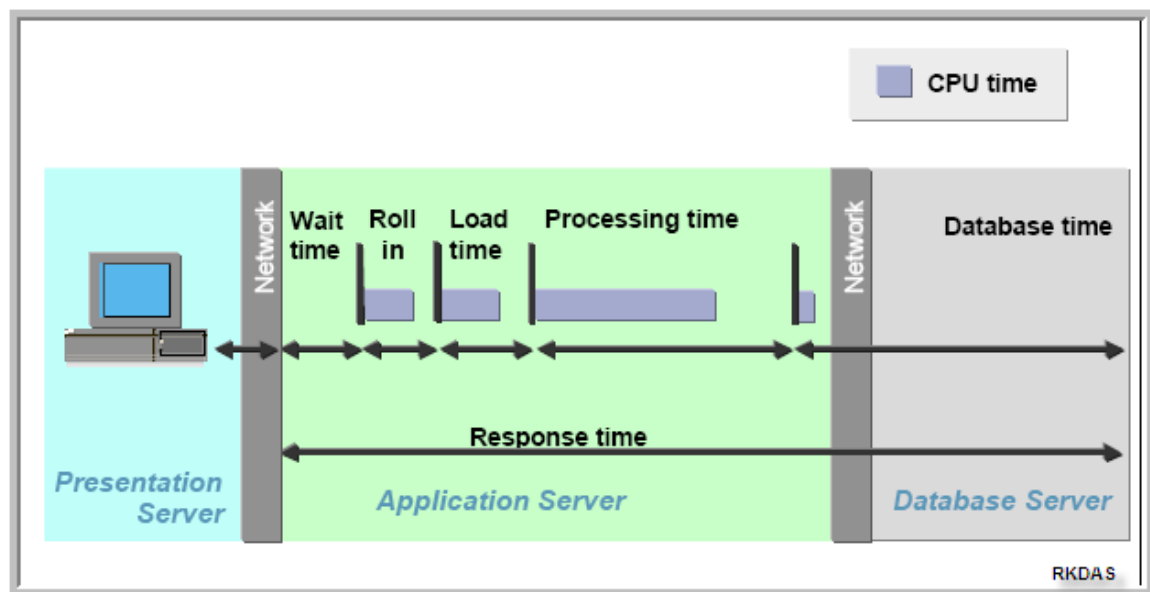 CPU time
Network
Wait
time
Roll
in
Load
time
Processing time
Network
Database time
Response time
Presentation
Server
Application Server
Database Server
RKDAS